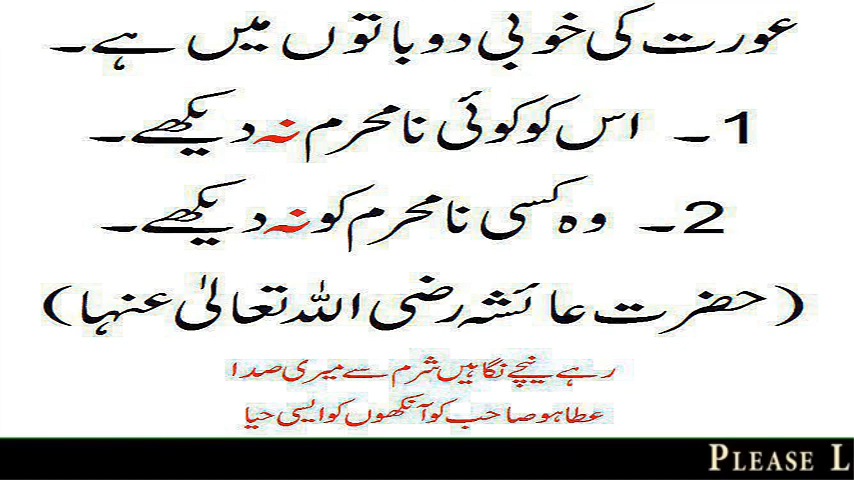 عورت کی خوبی دو باتوں میں ہے۔
1۔ اس کو کوئی نامحرم نہ دیکھے۔
2۔ وہ کسی نامحرم کو نہ دیکھے۔
(حضرت عائشہ رضی اللہ تعالیٰ عنہا)
رہے نیچے نگاہیں شرم سے میری صدا
عطا ہو صاحب کو آنکھوں کو ایسی حیا
PLEASE L